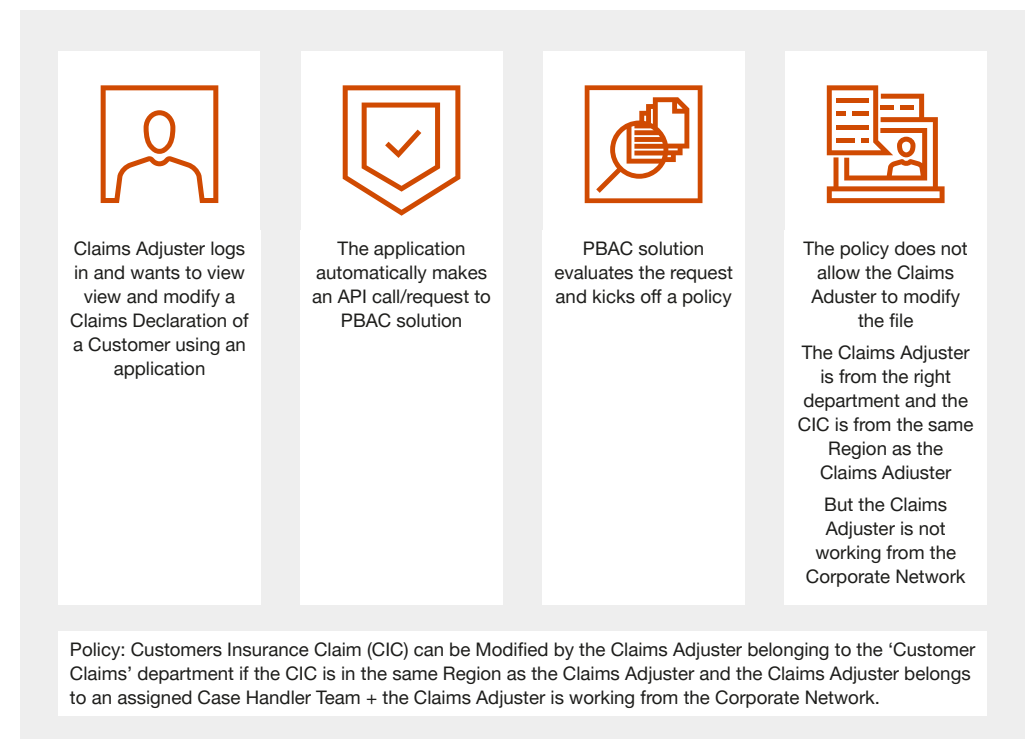 Claims Adjuster logs
in and wants to view
view and modify a
Claims Declaration of
a Customer using an
application
The application
automatically makes
an API call/request to
PBAC solution
PBAC solution
evaluates the request
and kicks off a policy
The policy does not
allow the Claims
Aduster to modify
the file
The Claims Adjuster
is from the right
department and the
CIC is from the same
Region as the
Claims Adiuster
But the Claims
Adjuster is not
working from the
Corporate Network
Policy: Customers Insurance Claim (CIC) can be Modified by the Claims Adjuster belonging to the ‘Customer
Claims’ department if the CIC is in the same Region as the Claims Adjuster and the Claims Adjuster belongs
to an assigned Case Handler Team + the Claims Adjuster is working from the Corporate Network.